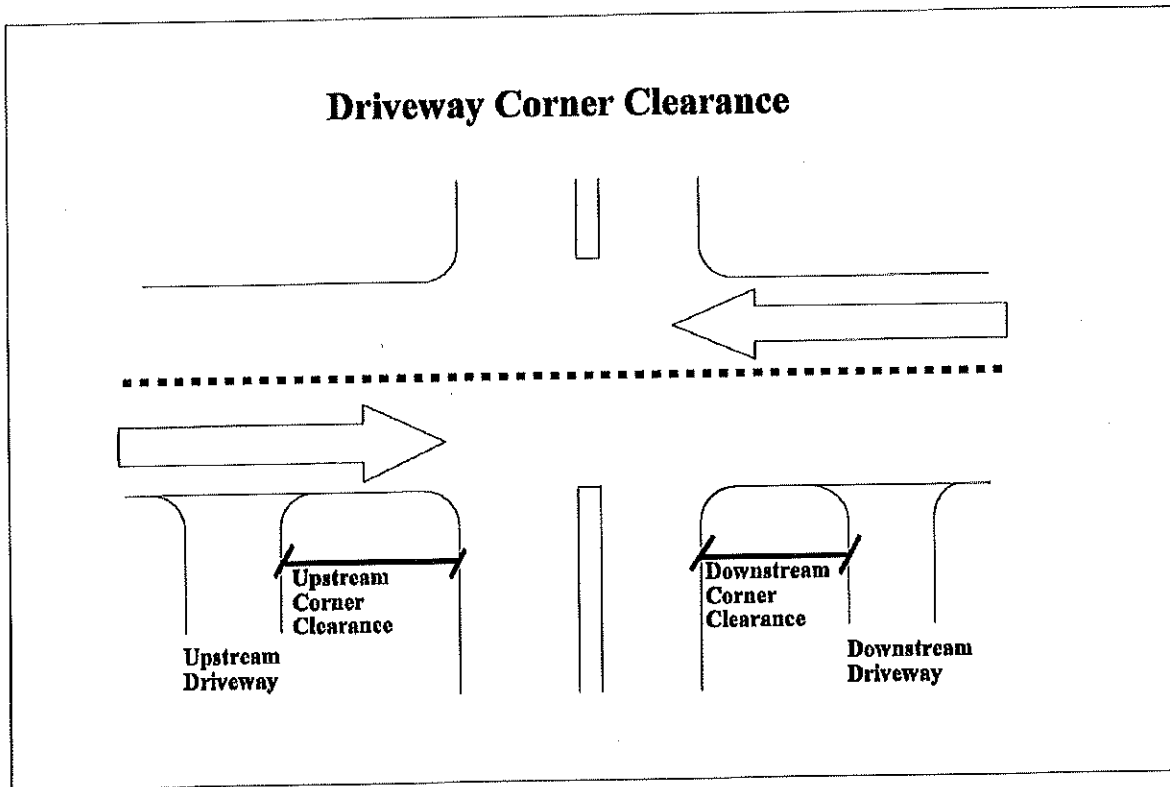 Driveway Corner Clearance
Upstream
Corner
Clearance
Downstream
Corner
Clearance
Upstream
Driveway
Downstream
Driveway